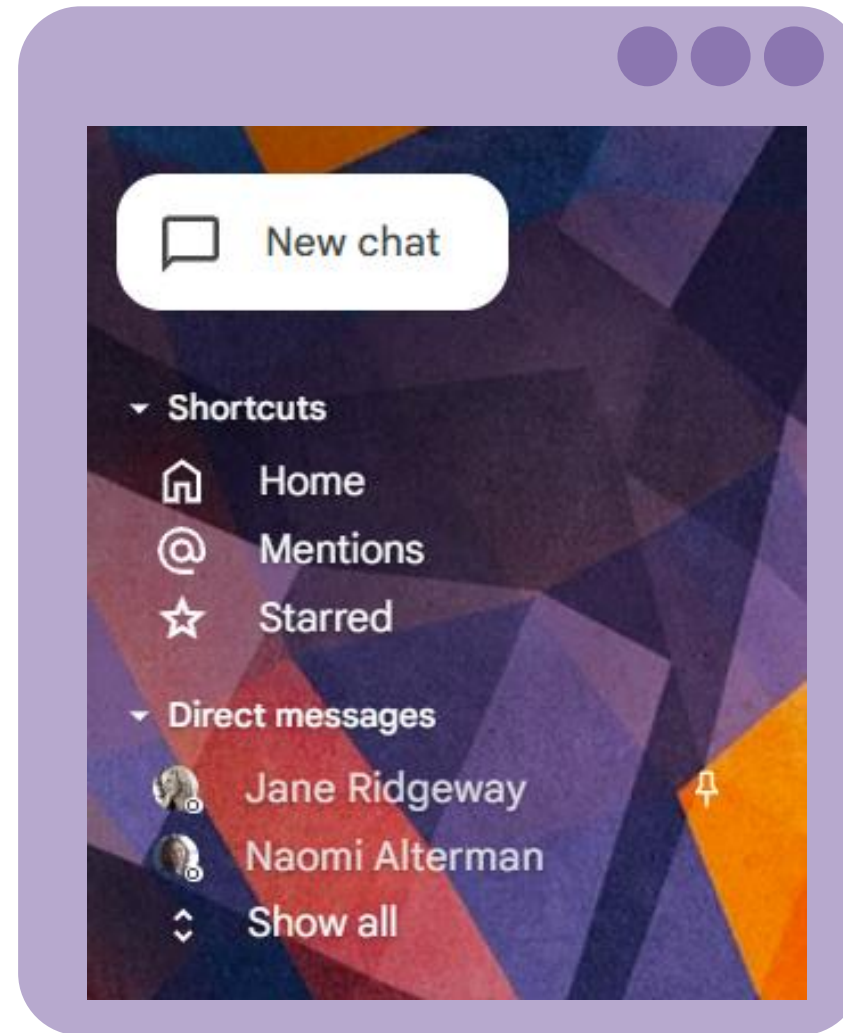 New chat
Shortcuts
Home
Mentions
Starred
Direct messages
Jane Ridgeway
Naomi Alterman
Show all